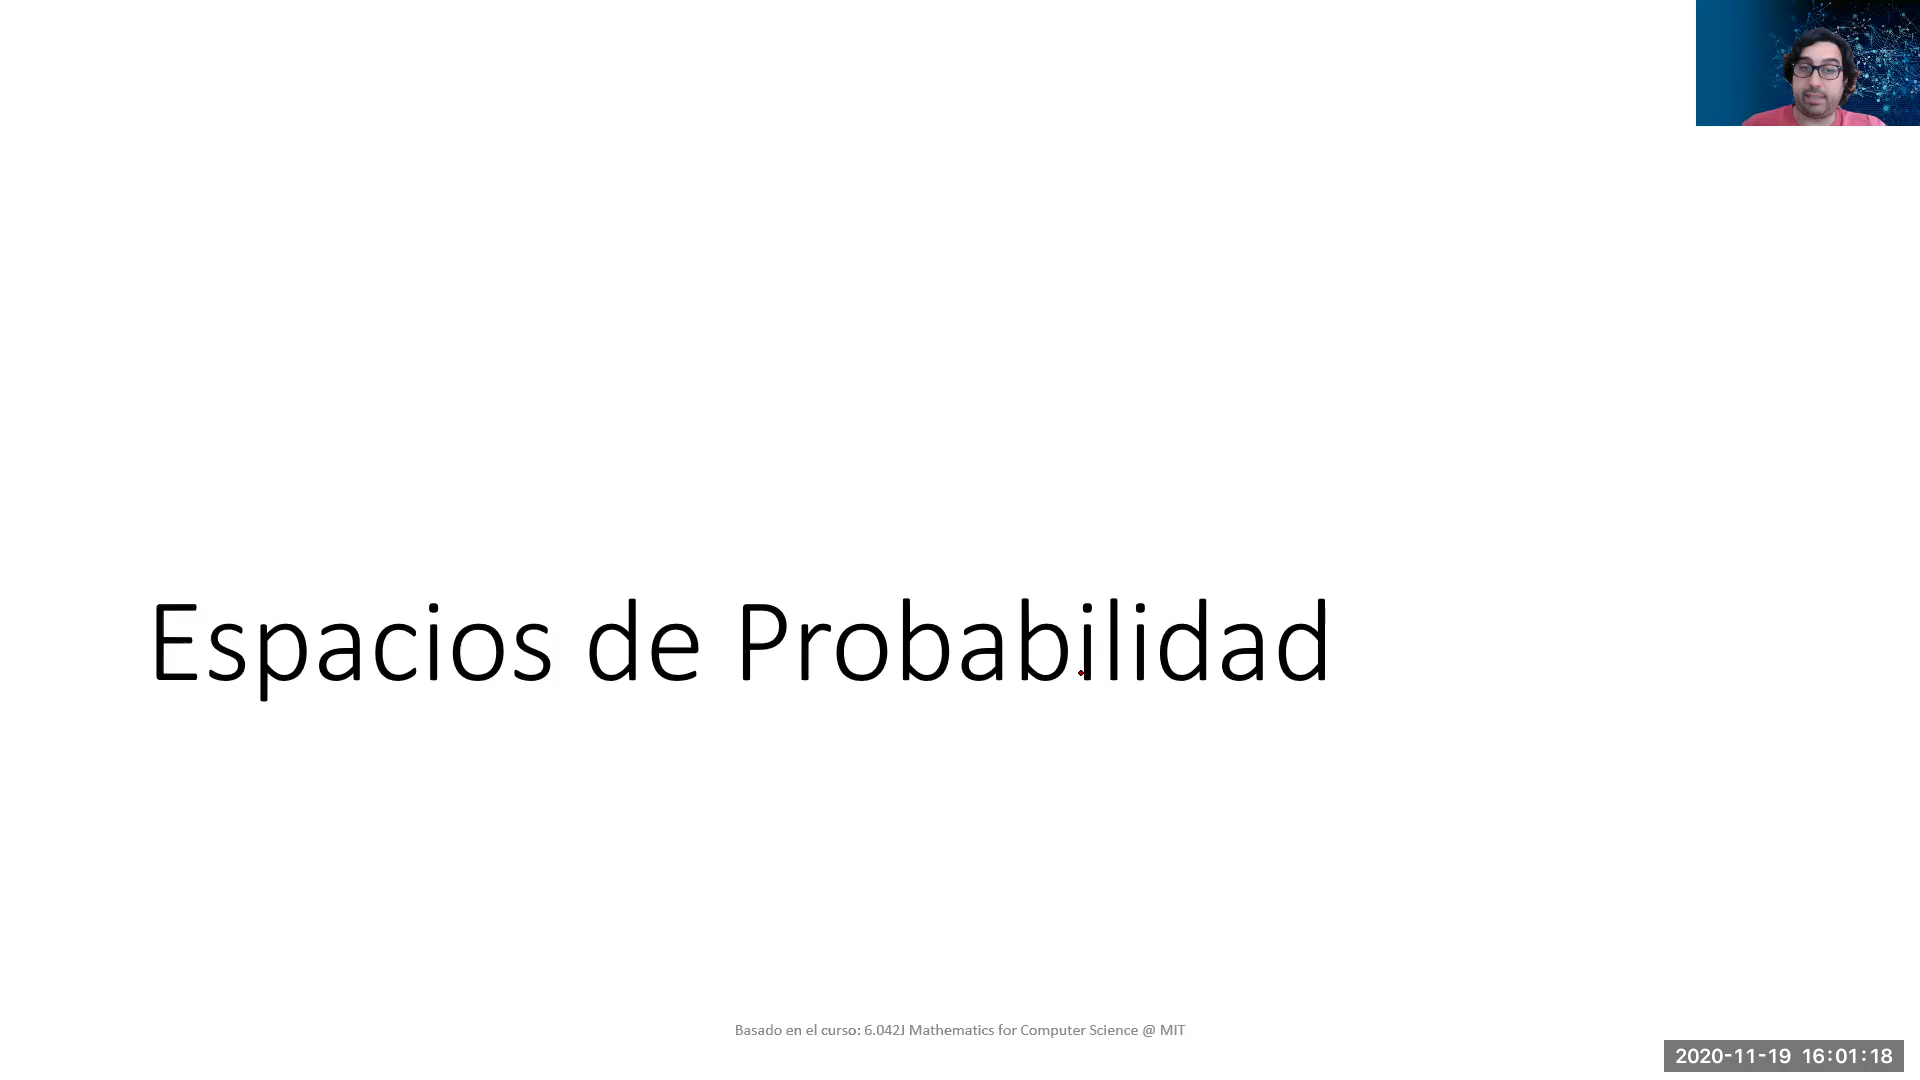 Espacios de Probabilidad
Basado en el curso: 6.042J Mathematics for Computer Science @ MIT
2020-11-19 16:01:18